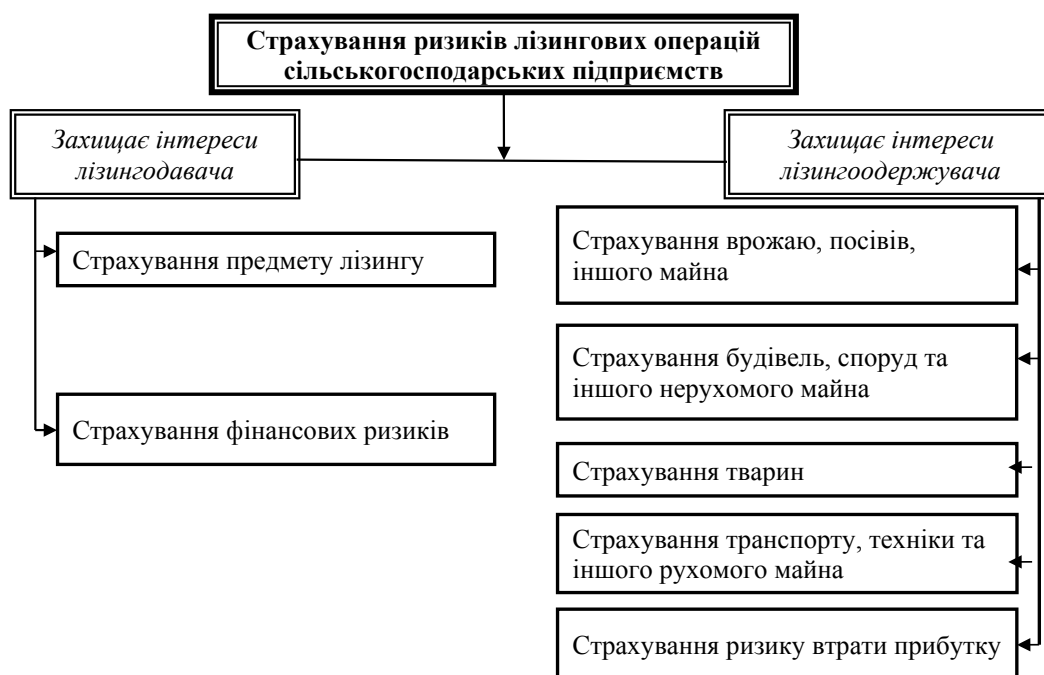 Страхування ризиків лізингових операцій
сільськогосподарських підприємств
Захищає інтереси
лізингодавача
Захищає інтереси
лізингоодержувача
Страхування предмету лізингу
Страхування фінансових ризиків
Страхування врожаю, посівів,
іншого майна
Страхування будівель, споруд та
іншого нерухомого майна
Страхування тварин
Страхування транспорту, техніки та
іншого рухомого майна
Страхування ризику втрати прибутку